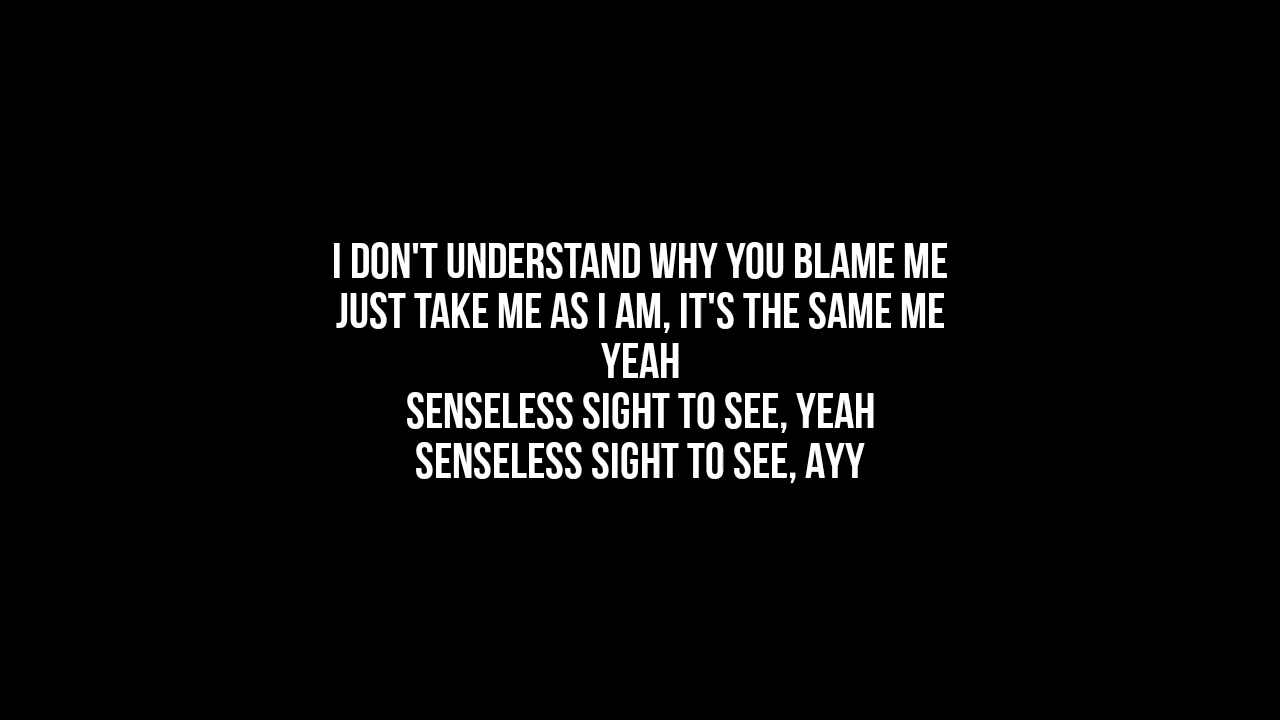 I DON'T UNDERSTAND WHY YOU BLAME ME
JUST TAKE ME AS I AM, IT'S THE SAME ME
YEAH
SENSELESS SIGHT TO SEE, YEAH
SENSELESS SIGHT TO SEE, AYY